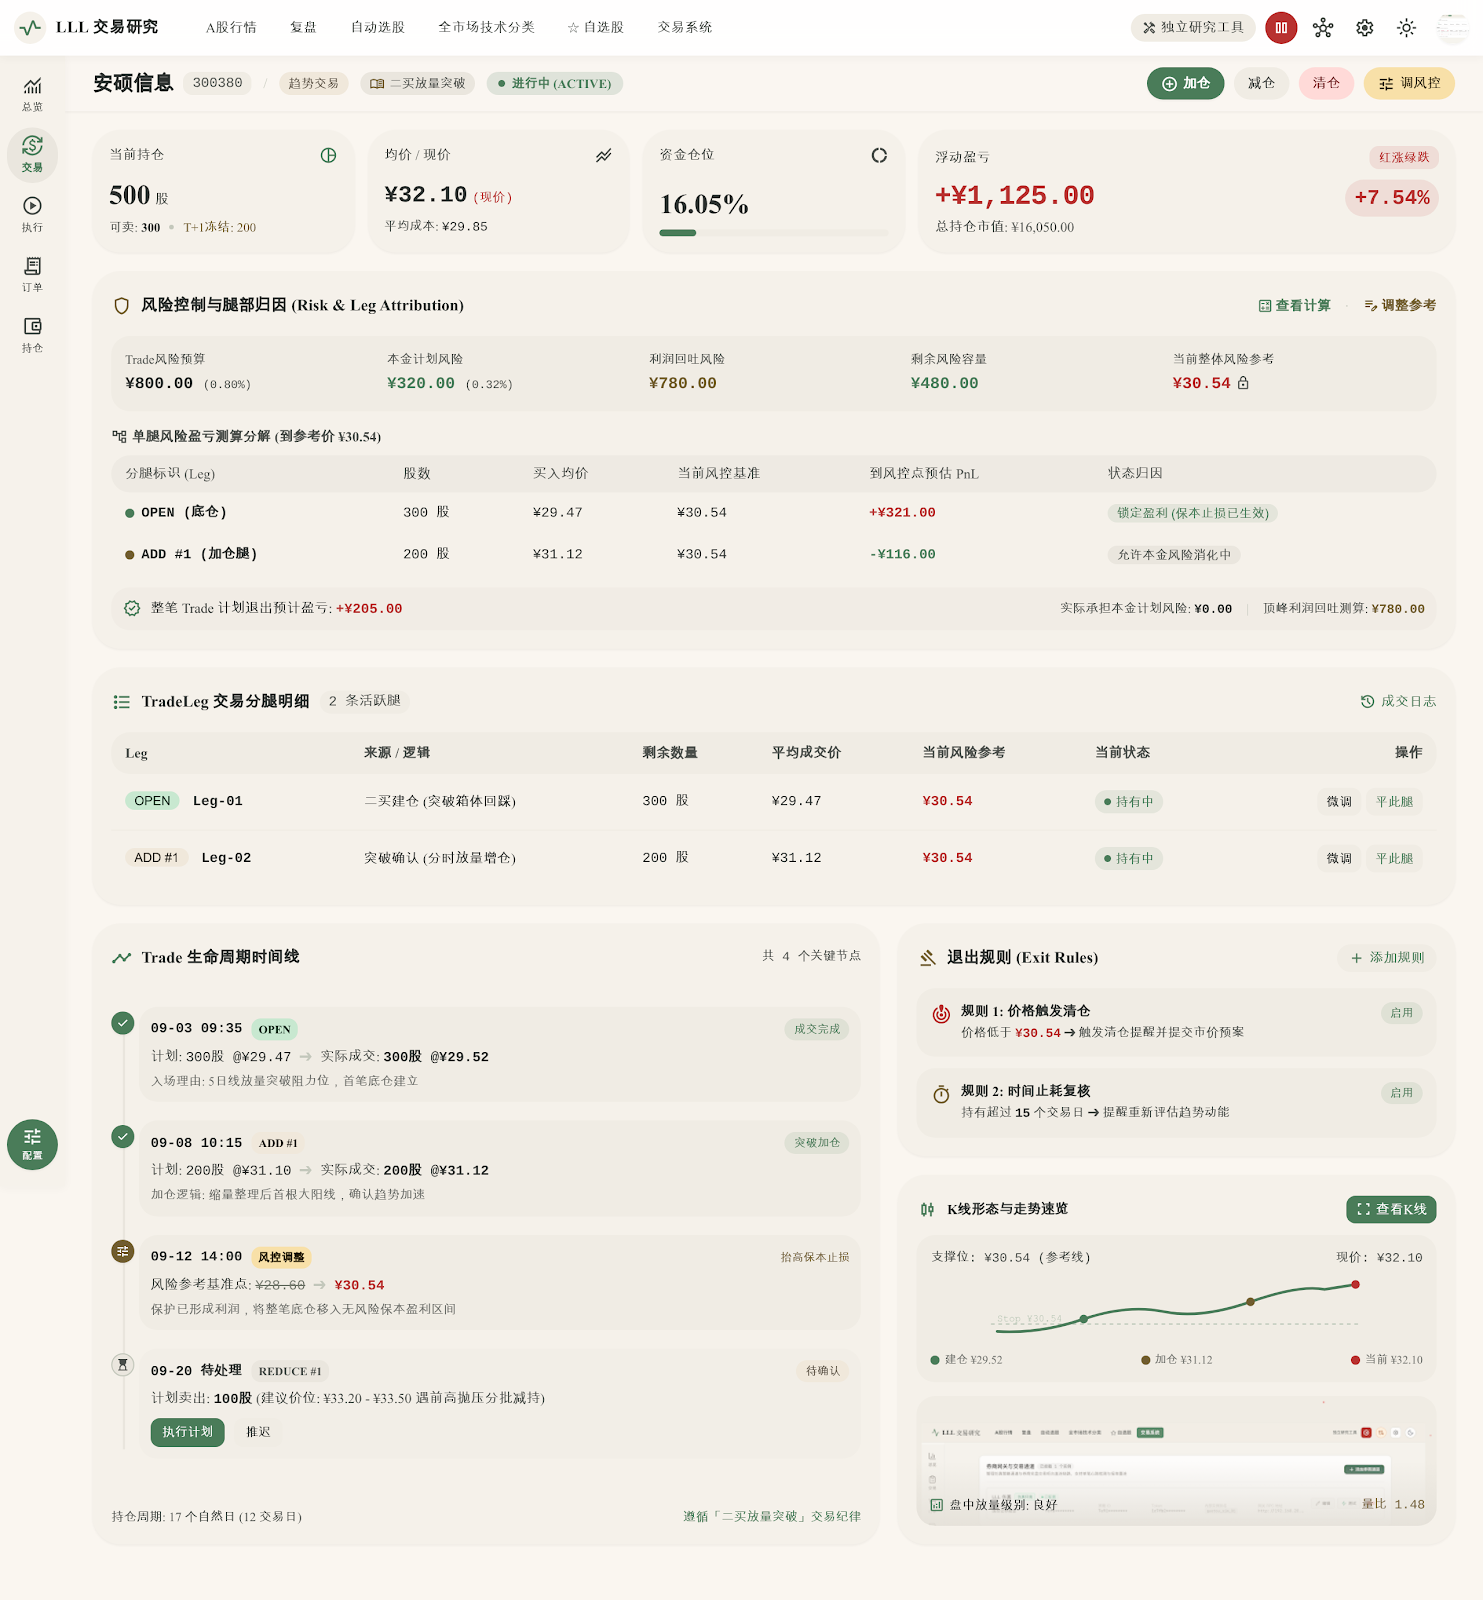 LLL 交易研究
A股行情
复盘
自动选股
全市场技术分类
☆ 自选股
交易系统
独立研究工具
总览
交易
执行
订单
持仓
配置
安硕信息
300380
/
趋势交易
二买放量突破
进行中 (ACTIVE)
加仓
减仓
清仓
调风控
当前持仓
500 股
可卖: 300 T+1冻结: 200
均价 / 现价
¥32.10 (现价)
平均成本: ¥29.85
资金仓位
16.05%
浮动盈亏
红涨绿跌
+¥1,125.00
+7.54%
总持仓市值: ¥16,050.00
风险控制与腿部归因 (Risk & Leg Attribution)
查看计算
调整参考
Trade风险预算
¥800.00 (0.80%)
本金计划风险
¥320.00 (0.32%)
利润回吐风险
¥780.00
剩余风险容量
¥480.00
当前整体风险参考
¥30.54
单腿风险盈亏测算分解 (到参考价 ¥30.54)
分腿标识 (Leg) 股数 买入均价 当前风控基准 到风控点预估 PnL 状态归因
OPEN (底仓) 300 股 ¥29.47 ¥30.54 +¥321.00 锁定盈利 (保本止损已生效)
ADD #1 (加仓腿) 200 股 ¥31.12 ¥30.54 -¥116.00 允许本金风险消化中
整笔 Trade 计划退出预计盈亏: +¥205.00
实际承担本金计划风险: ¥0.00
顶峰利润回吐测算: ¥780.00
TradeLeg 交易分腿明细
2 条活跃腿
成交日志
Leg 来源 / 逻辑 剩余数量 平均成交价 当前风险参考 当前状态 操作
OPEN Leg-01 二买建仓 (突破箱体回踩) 300 股 ¥29.47 ¥30.54 持有中 微调 平此腿
ADD #1 Leg-02 突破确认 (分时放量增仓) 200 股 ¥31.12 ¥30.54 持有中 微调 平此腿
Trade 生命周期时间线
共 4 个关键节点
09-03 09:35 OPEN 成交完成
计划: 300股 @¥29.47 → 实际成交: 300股 @¥29.52
入场理由: 5日线放量突破阻力位，首笔底仓建立
09-08 10:15 ADD #1 突破加仓
计划: 200股 @¥31.10 → 实际成交: 200股 @¥31.12
加仓逻辑: 缩量整理后首根大阳线，确认趋势加速
09-12 14:00 风控调整 抬高保本止损
风险参考基准点: ¥28.60 → ¥30.54
保护已形成利润，将整笔底仓移入无风险保本盈利区间
09-20 待处理 REDUCE #1 待确认
计划卖出: 100股 (建议价位: ¥33.20 - ¥33.50 遇前高抛压分批减持)
执行计划
推迟
持仓周期: 17 个自然日 (12 交易日)
遵循「二买放量突破」交易纪律
退出规则 (Exit Rules)
添加规则
规则 1: 价格触发清仓
启用
价格低于 ¥30.54 → 触发清仓提醒并提交市价预案
规则 2: 时间止耗复核
启用
持有超过 15 个交易日 → 提醒重新评估趋势动能
K线形态与走势速览
查看K线
支撑位: ¥30.54 (参考线)
现价: ¥32.10
Stop ¥30.54
建仓 ¥29.52
加仓 ¥31.12
当前 ¥32.10
LLL 交易研究
盘中放量级别: 良好
量比 1.48